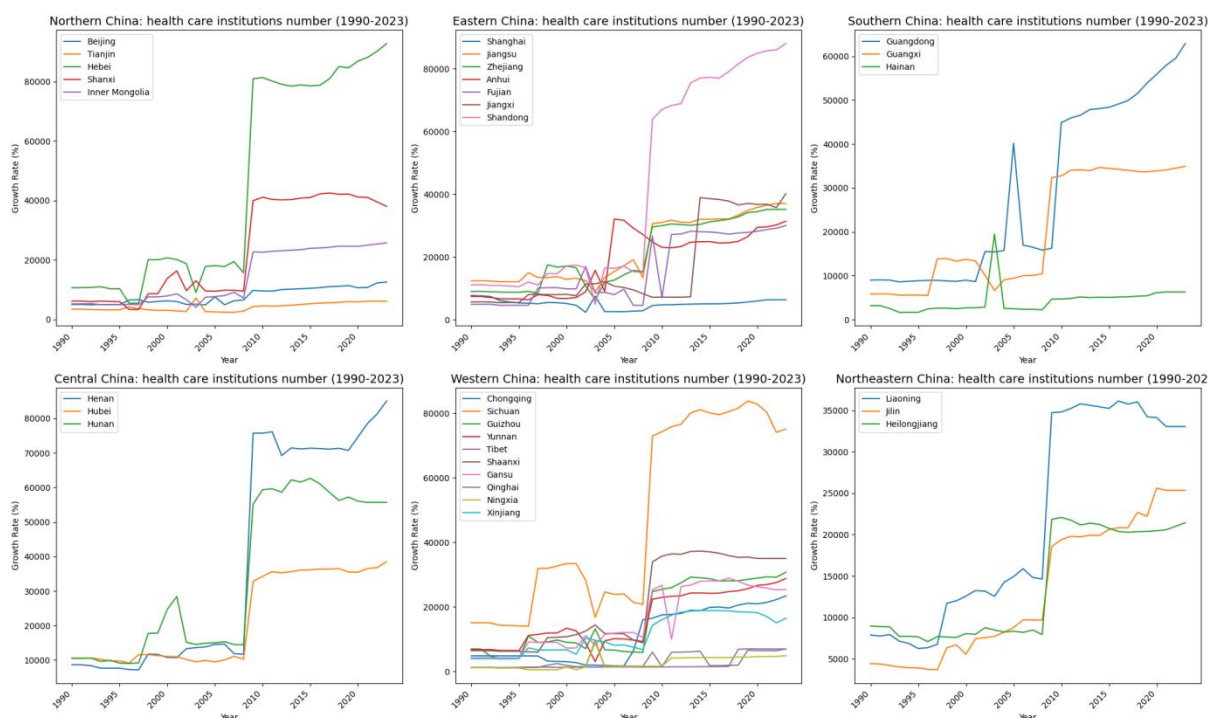 Northern China: health care institutions number (1990-2023)
Beijing
Tianjin
Hebei
Shanxi
Inner Mongolia
Growth Rate (%)
80000
60000
40000
20000
0
1990
1995
2000
2005
2010
2015
2020
Year
Eastern China: health care institutions number (1990-2023)
Shanghai
Jiangsu
Zhejiang
Anhui
Fujian
Jiangxi
Shandong
Growth Rate (%)
80000
60000
40000
20000
0
1990
1995
2000
2005
2010
2015
2020
Year
Southern China: health care institutions number (1990-2023)
Guangdong
Guangxi
Hainan
Growth Rate (%)
60000
50000
40000
30000
20000
10000
0
1990
1995
2000
2005
2010
2015
2020
Year
Central China: health care institutions number (1990-2023)
Henan
Hubei
Hunan
Growth Rate (%)
80000
70000
60000
50000
40000
30000
20000
10000
1990
1995
2000
2005
2010
2015
2020
Year
Western China: health care institutions number (1990-2023)
Chongqing
Sichuan
Guizhou
Yunnan
Tibet
Shaanxi
Gansu
Qinghai
Ningxia
Xinjiang
Growth Rate (%)
80000
60000
40000
20000
0
1990
1995
2000
2005
2010
2015
2020
Year
Northeastern China: health care institutions number (1990-202
Liaoning
Jilin
Heilongjiang
Growth Rate (%)
35000
30000
25000
20000
15000
10000
5000
1990
1995
2000
2005
2010
2015
2020
Year